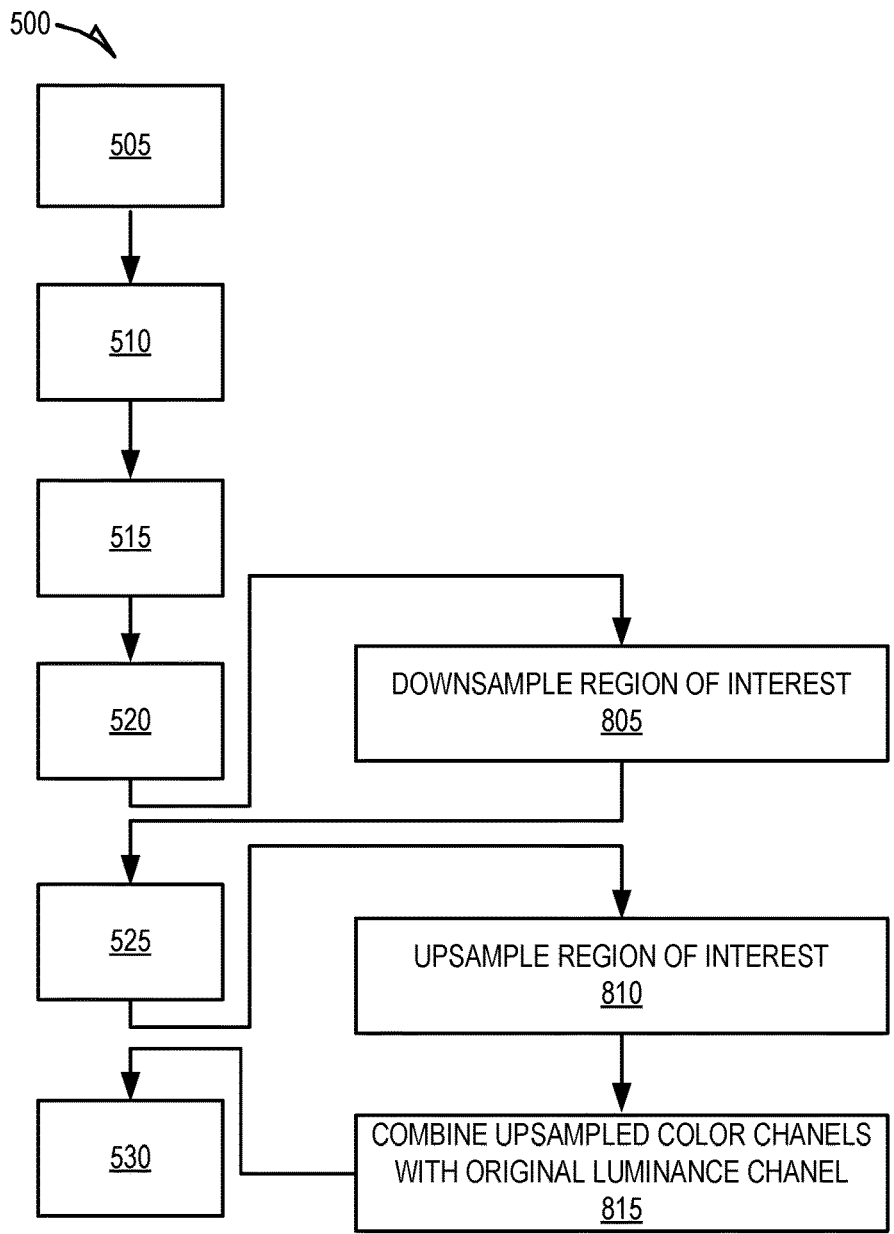 500
505
510
515
520
DOWNSAMPLE REGION OF INTEREST
805
525
UPSAMPLE REGION OF INTEREST
810
530
COMBINE UPSAMPLED COLOR CHANELS
WITH ORIGINAL LUMINANCE CHANEL
815